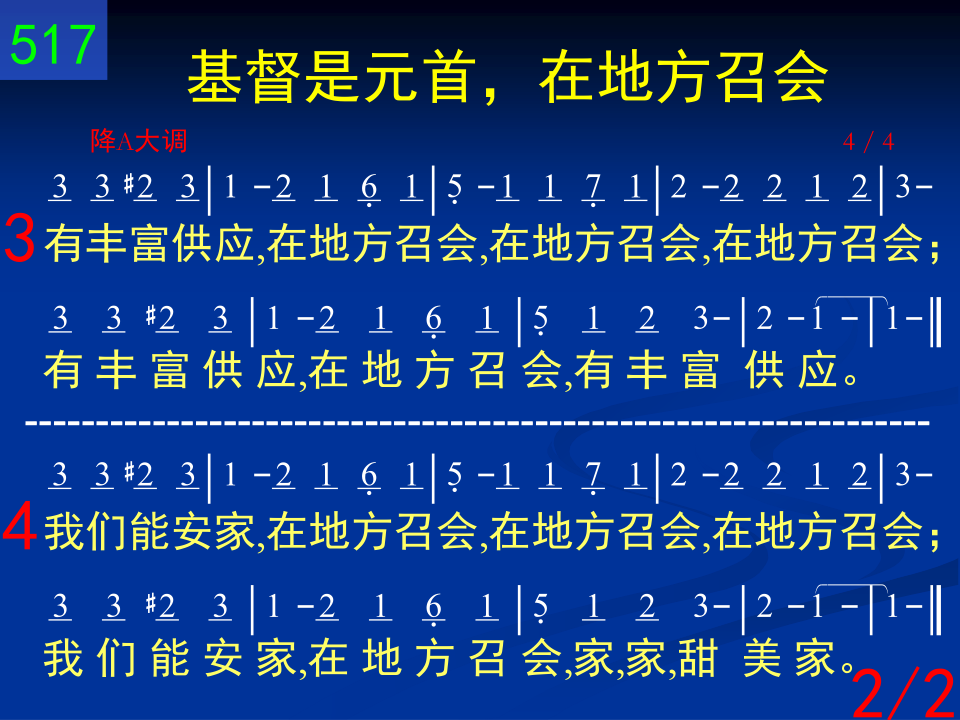 517
基督是元首，在地方召会
降A大调 4/4
3 3 #2 3|1 -2 1 6̣ 1|5̣ -1 1 7̣ 1|2 -2 2 1 2|3-
3 有丰富供应,在地方召会,在地方召会,在地方召会；
3 3 #2 3|1 -2 1 6̣ 1|5̣ 1 2 3-|2 -1 -|1-‖
有丰富供应,在地方召会,有丰富供应。
----------------------------------------------------------------
3 3 #2 3|1 -2 1 6̣ 1|5̣ -1 1 7̣ 1|2 -2 2 1 2|3-
4 我们能安家,在地方召会,在地方召会,在地方召会；
3 3 #2 3|1 -2 1 6̣ 1|5̣ 1 2 3-|2 -1 -|1-‖
我们能安家,在地方召会,家,家,甜美家。
2/2